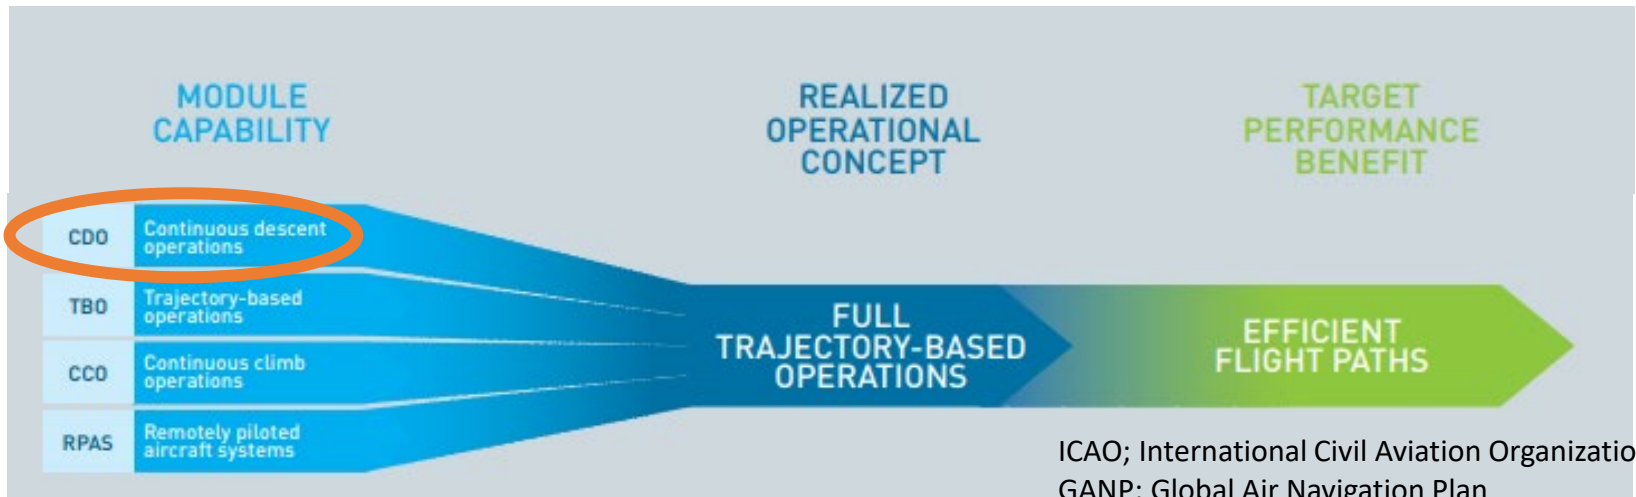 MODULE
CAPABILITY
REALIZED
OPERATIONAL
CONCEPT
TARGET
PERFORMANCE
BENEFIT
CDO
Continuous descent
operations
TBO
Trajectory-based
operations
CCO
Continuous climb
operations
RPAS
Remotely piloted
aircraft systems
FULL
TRAJECTORY-BASED
OPERATIONS
EFFICIENT
FLIGHT PATHS
ICAO; International Civil Aviation Organizatio
GANP: Global Air Navigation Plan